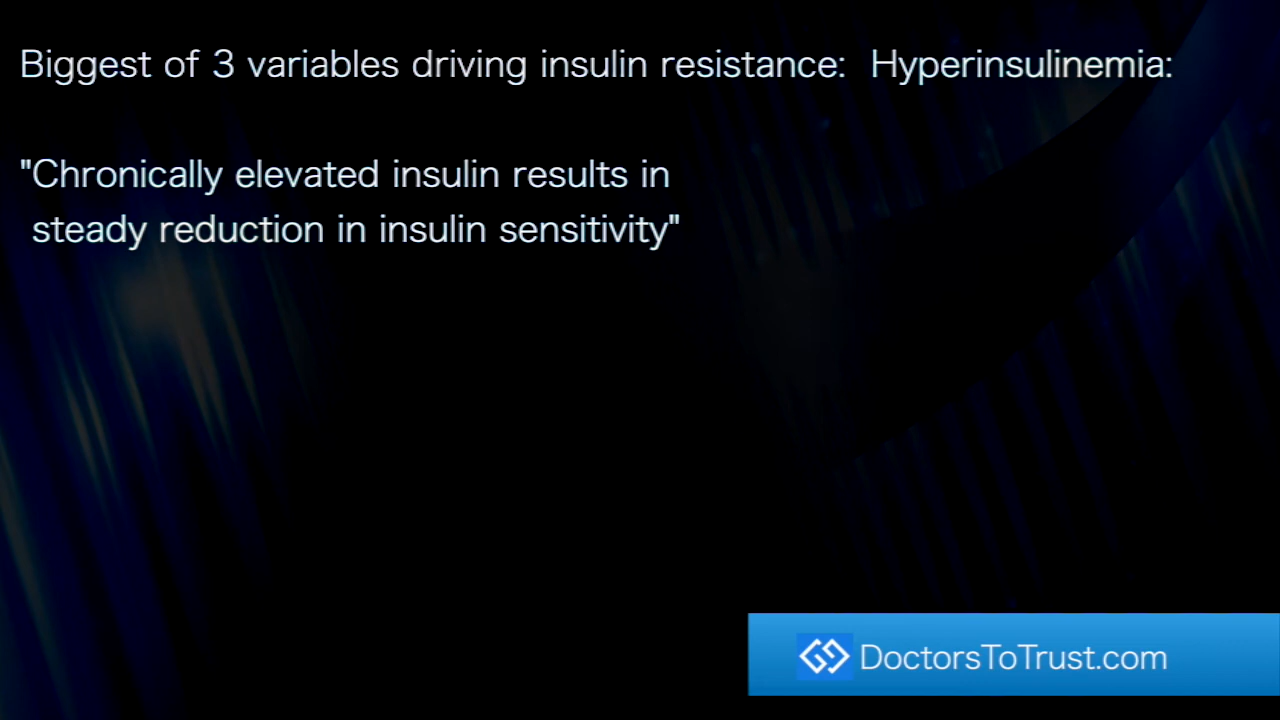 Biggest of 3 variables driving insulin resistance:  Hyperinsulinemia:
"Chronically elevated insulin results in
steady reduction in insulin sensitivity"
DoctorsToTrust.com